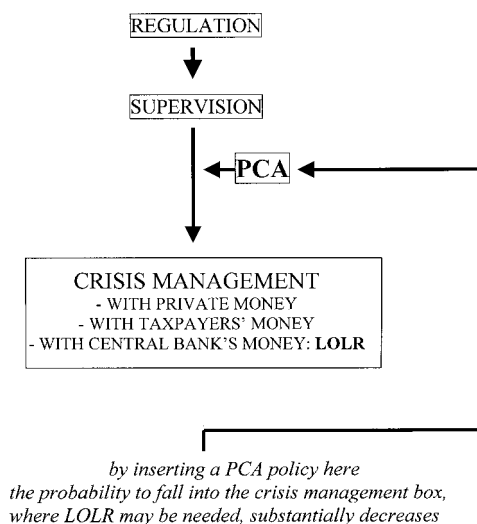 REGULATION
SUPERVISION
PCA
CRISIS MANAGEMENT
- WITH PRIVATE MONEY
- WITH TAXPAYERS' MONEY
- WITH CENTRAL BANK'S MONEY: LOLR
by inserting a PCA policy here
the probability to fall into the crisis management box,
where LOLR may be needed, substantially decreases